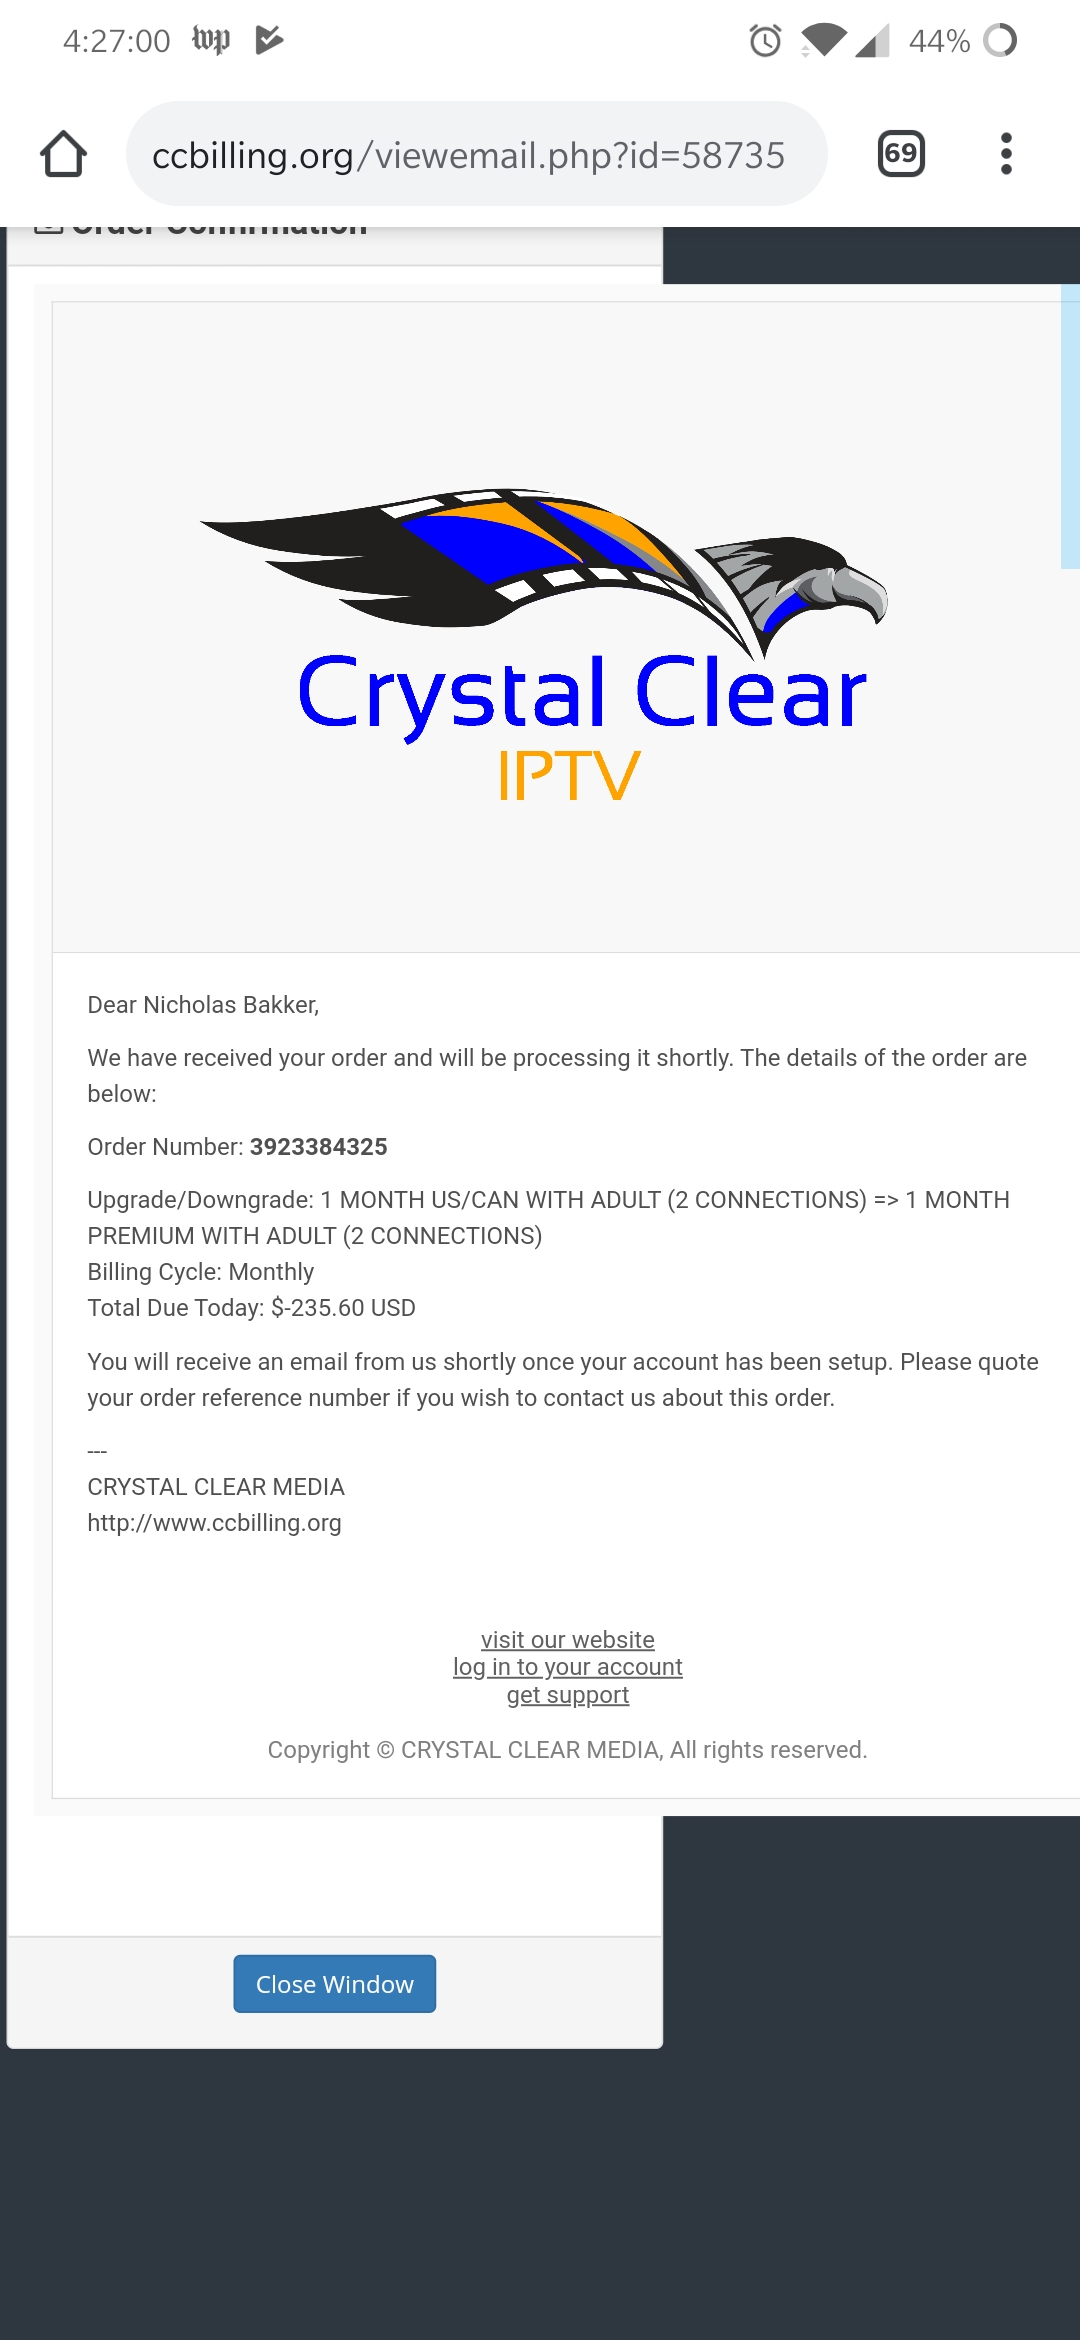 4:27:00
44%
ccbilling.org/viewemail.php?id=58735
69
Order Confirmation
Crystal Clear
IPTV
Dear Nicholas Bakker,
We have received your order and will be processing it shortly. The details of the order are
below:
Order Number: 3923384325
Upgrade/Downgrade: 1 MONTH US/CAN WITH ADULT (2 CONNECTIONS) => 1 MONTH
PREMIUM WITH ADULT (2 CONNECTIONS)
Billing Cycle: Monthly
Total Due Today: $-235.60 USD
You will receive an email from us shortly once your account has been setup. Please quote
your order reference number if you wish to contact us about this order.
---
CRYSTAL CLEAR MEDIA
http://www.ccbilling.org
visit our website
log in to your account
get support
Copyright © CRYSTAL CLEAR MEDIA, All rights reserved.
Close Window